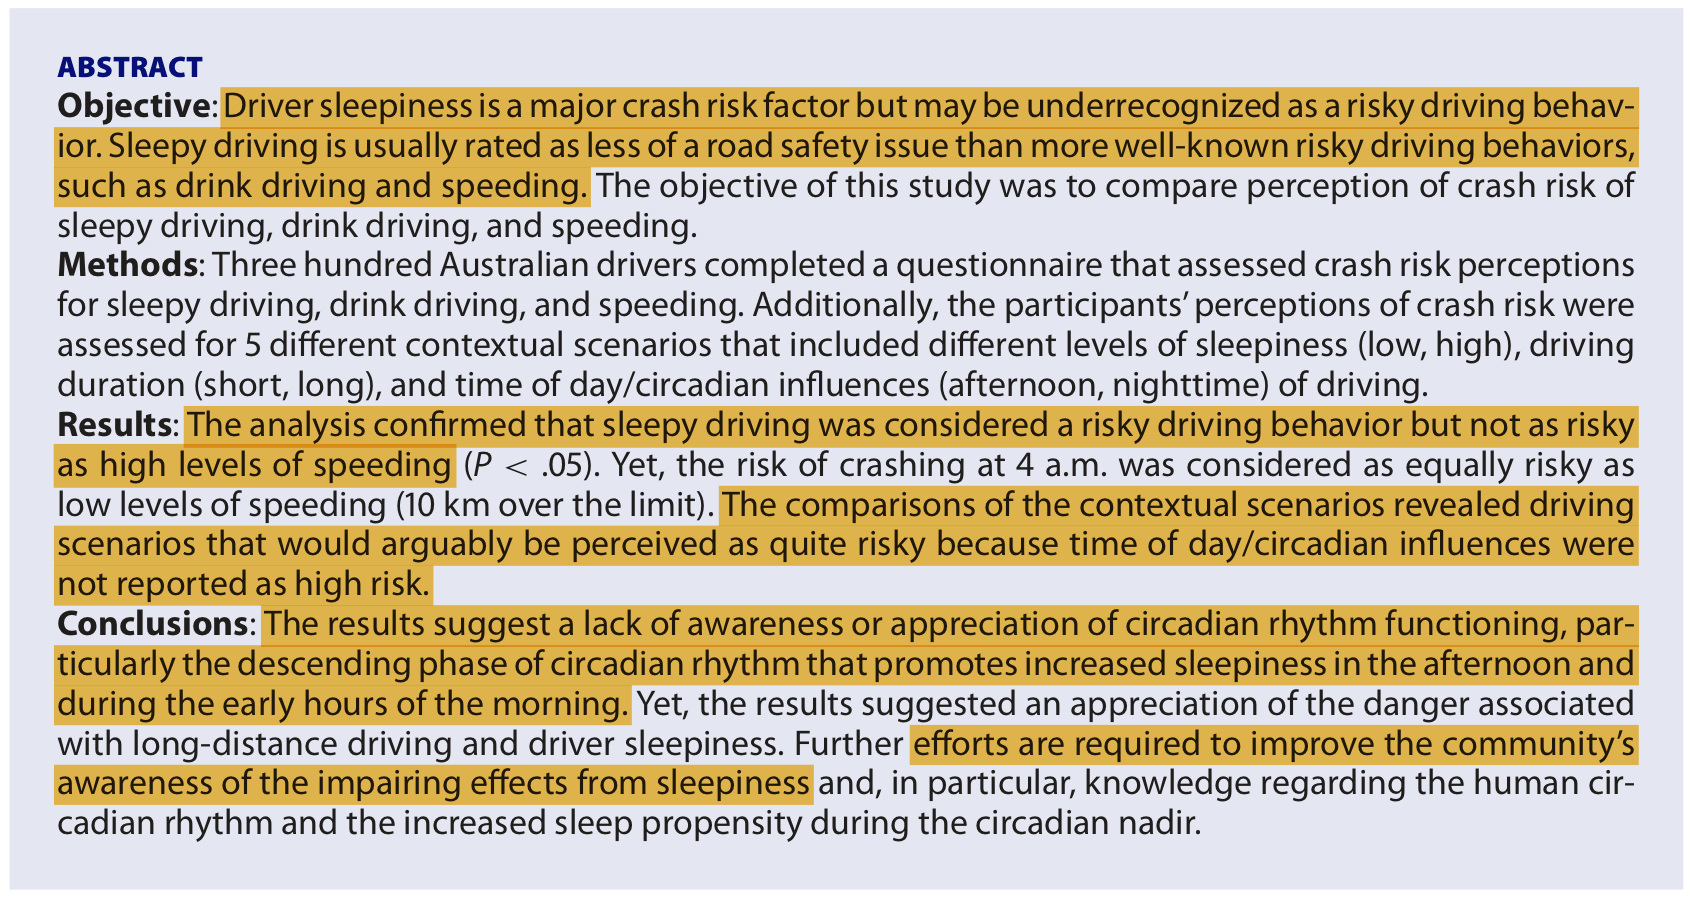 ABSTRACT
Objective: Driver sleepiness is a major crash risk factor but may be underrecognized as a risky driving behav-
ior. Sleepy driving is usually rated as less of a road safety issue than more well-known risky driving behaviors,
such as drink driving and speeding. The objective of this study was to compare perception of crash risk of
sleepy driving, drink driving, and speeding.
Methods: Three hundred Australian drivers completed a questionnaire that assessed crash risk perceptions
for sleepy driving, drink driving, and speeding. Additionally, the participants’ perceptions of crash risk were
assessed for 5 different contextual scenarios that included different levels of sleepiness (low, high), driving
duration (short, long), and time of day/circadian influences (afternoon, nighttime) of driving.
Results: The analysis confirmed that sleepy driving was considered a risky driving behavior but not as risky
as high levels of speeding (P < .05). Yet, the risk of crashing at 4 a.m. was considered as equally risky as
low levels of speeding (10 km over the limit). The comparisons of the contextual scenarios revealed driving
scenarios that would arguably be perceived as quite risky because time of day/circadian influences were
not reported as high risk.
Conclusions: The results suggest a lack of awareness or appreciation of circadian rhythm functioning, par-
ticularly the descending phase of circadian rhythm that promotes increased sleepiness in the afternoon and
during the early hours of the morning. Yet, the results suggested an appreciation of the danger associated
with long-distance driving and driver sleepiness. Further efforts are required to improve the community’s
awareness of the impairing effects from sleepiness and, in particular, knowledge regarding the human cir-
cadian rhythm and the increased sleep propensity during the circadian nadir.